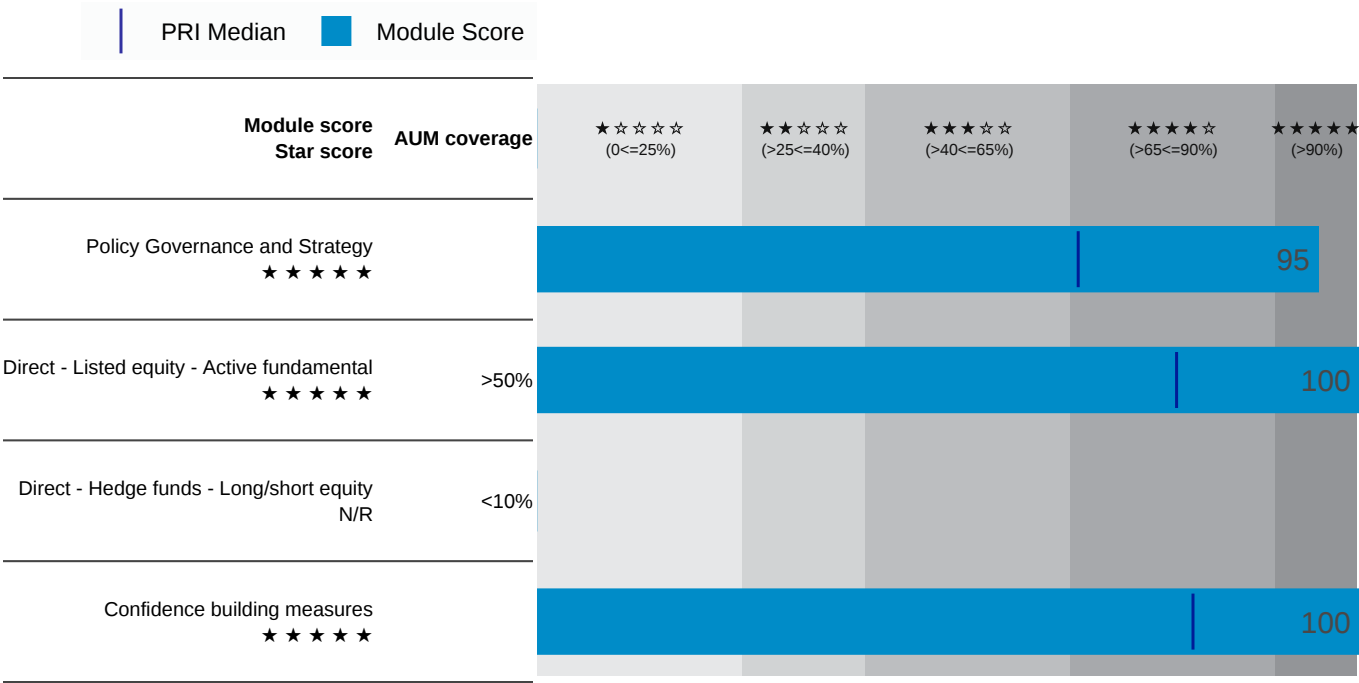 PRI Median Module Score
Module score
Star score
AUM coverage
★☆☆☆☆
(0<=25%)
★★☆☆☆
(>25<=40%)
★★★☆☆
(>40<=65%)
★★★★☆
(>65<=90%)
★★★★★
(>90%)
Policy Governance and Strategy
★★★★★
95
Direct - Listed equity - Active fundamental
★★★★★
>50%
100
Direct - Hedge funds - Long/short equity
N/R
<10%
Confidence building measures
★★★★★
100